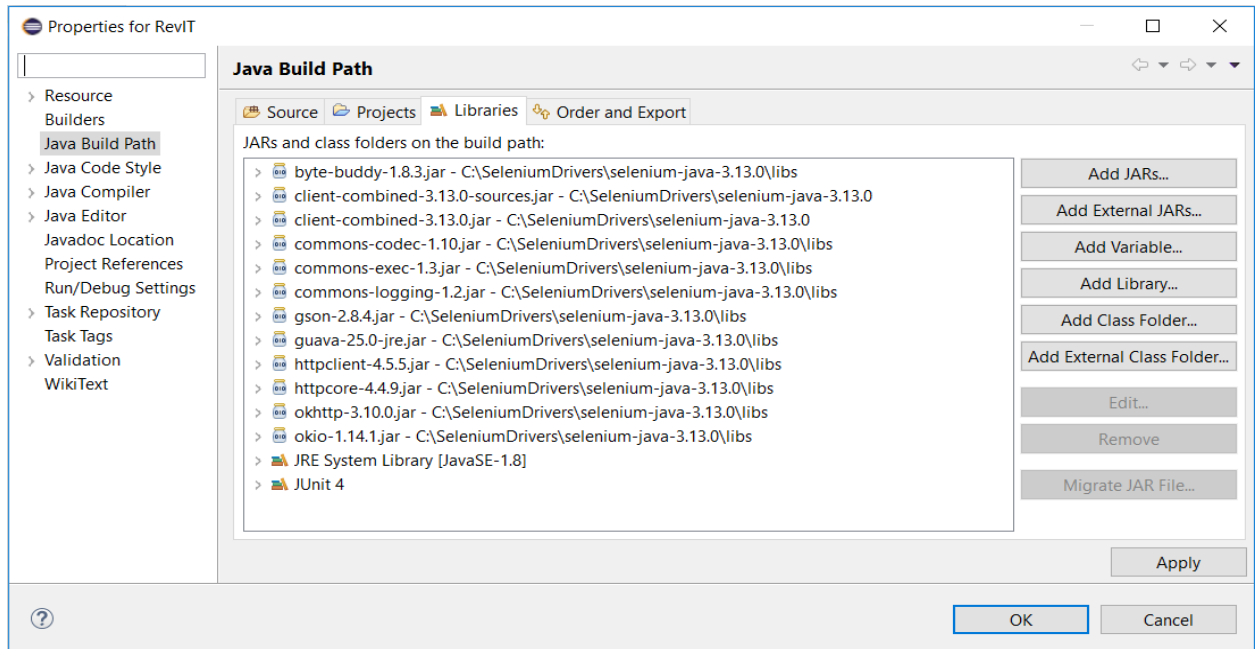 Properties for RevIT
Java Build Path
Resource
Builders
Java Build Path
Java Code Style
Java Compiler
Java Editor
Javadoc Location
Project References
Run/Debug Settings
Task Repository
Task Tags
Validation
WikiText
Source Projects Libraries Order and Export
JARs and class folders on the build path:
byte-buddy-1.8.3.jar - C:\SeleniumDrivers\selenium-java-3.13.0\libs
client-combined-3.13.0-sources.jar - C:\SeleniumDrivers\selenium-java-3.13.0
client-combined-3.13.0.jar - C:\SeleniumDrivers\selenium-java-3.13.0
commons-codec-1.10.jar - C:\SeleniumDrivers\selenium-java-3.13.0\libs
commons-exec-1.3.jar - C:\SeleniumDrivers\selenium-java-3.13.0\libs
commons-logging-1.2.jar - C:\SeleniumDrivers\selenium-java-3.13.0\libs
gson-2.8.4.jar - C:\SeleniumDrivers\selenium-java-3.13.0\libs
guava-25.0-jre.jar - C:\SeleniumDrivers\selenium-java-3.13.0\libs
httpclient-4.5.5.jar - C:\SeleniumDrivers\selenium-java-3.13.0\libs
httpcore-4.4.9.jar - C:\SeleniumDrivers\selenium-java-3.13.0\libs
okhttp-3.10.0.jar - C:\SeleniumDrivers\selenium-java-3.13.0\libs
okio-1.14.1.jar - C:\SeleniumDrivers\selenium-java-3.13.0\libs
JRE System Library [JavaSE-1.8]
JUnit 4
Add JARs...
Add External JARs...
Add Variable...
Add Library...
Add Class Folder...
Add External Class Folder...
Edit...
Remove
Migrate JAR File...
Apply
OK Cancel